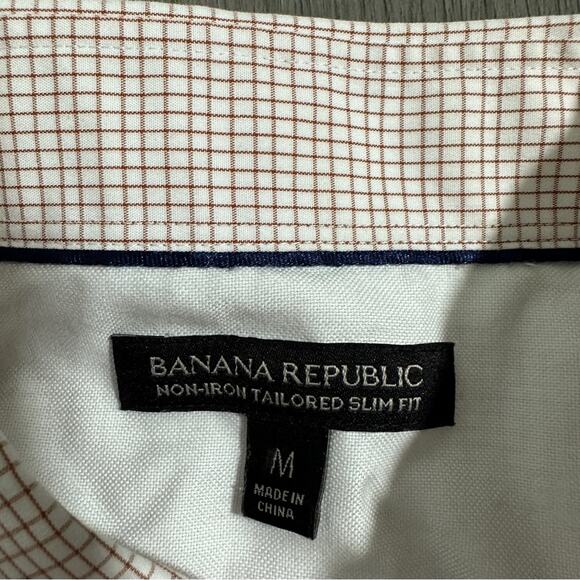 BANANA REPUBLIC
NON-IRON TAILORED SLIM FIT
M
MADE IN
CHINA